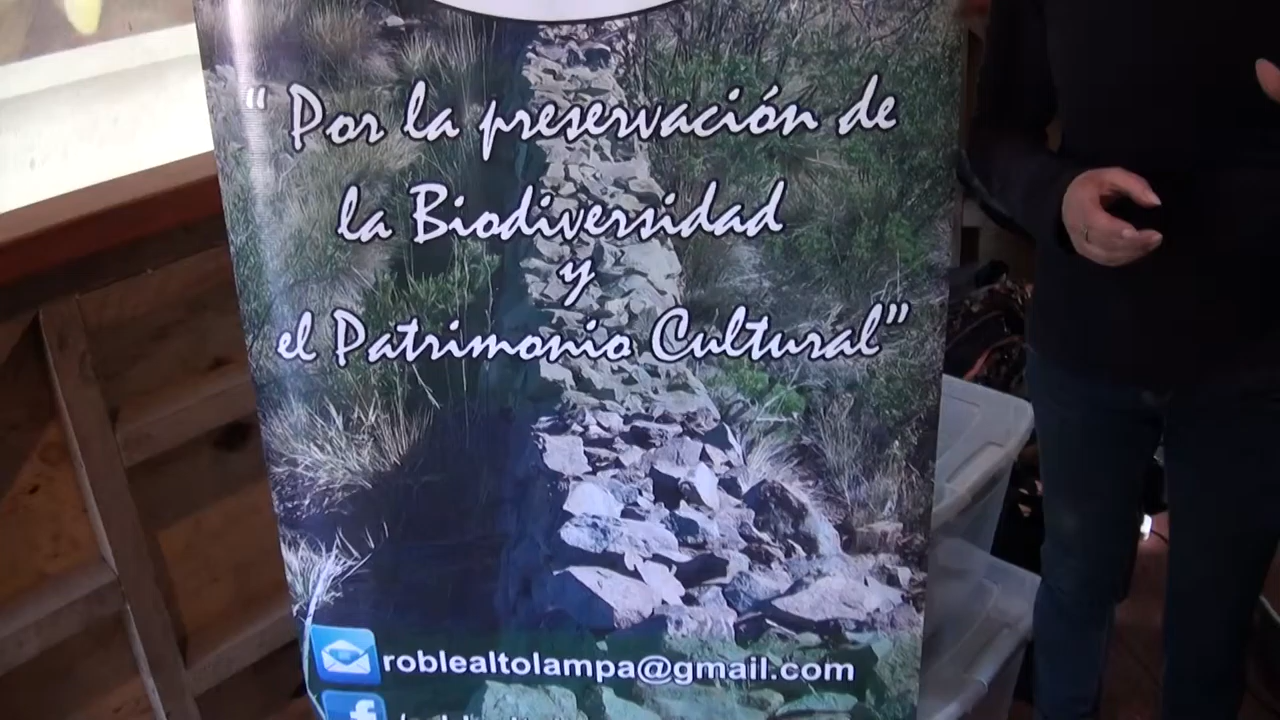 “ Por la preservación de
la Biodiversidad
y
el Patrimonio Cultural”
roblealtolampa@gmail.com